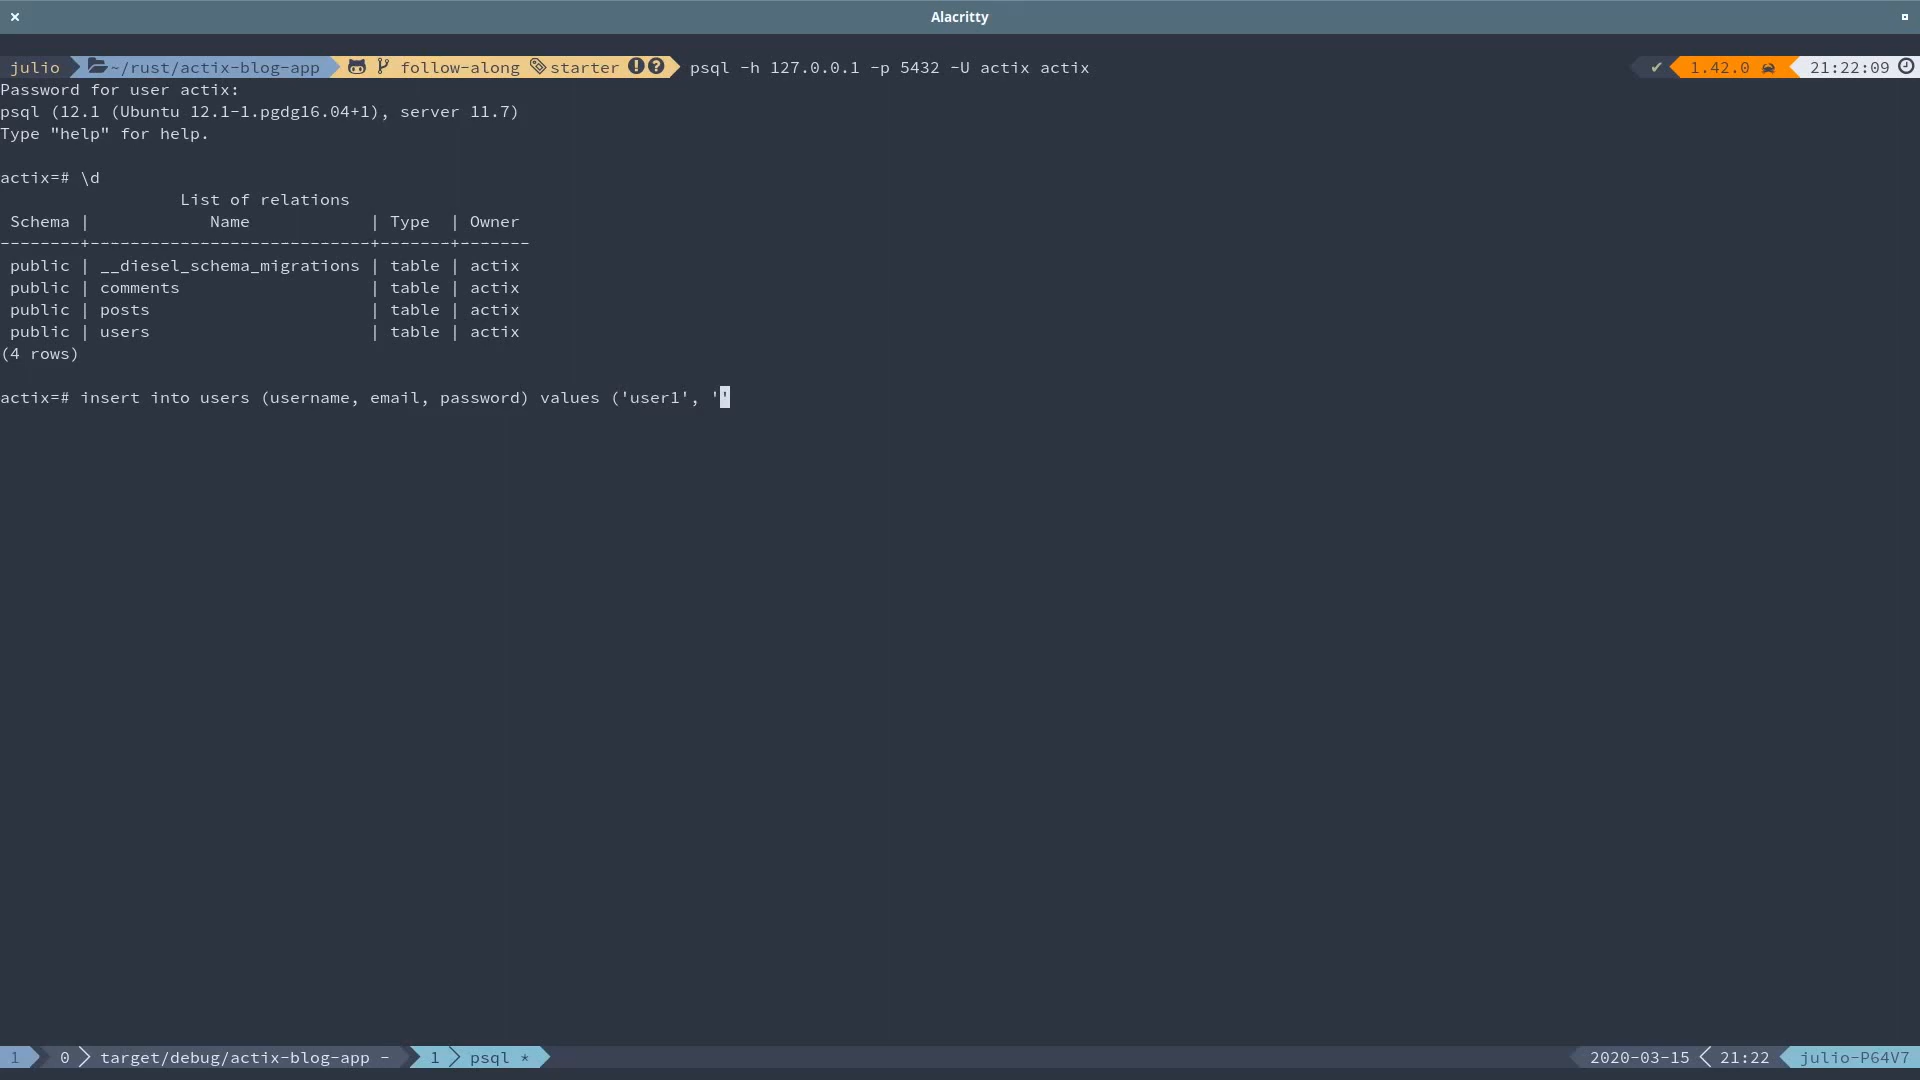 Alacritty
julio ~/rust/actix-blog-app follow-along starter psql -h 127.0.0.1 -p 5432 -U actix actix ✔ 1.42.0 21:22:09
Password for user actix:
psql (12.1 (Ubuntu 12.1-1.pgdg16.04+1), server 11.7)
Type "help" for help.
actix=# \d
List of relations
Schema | Name | Type | Owner
--------+----------------------------+-------+-------
public | __diesel_schema_migrations | table | actix
public | comments | table | actix
public | posts | table | actix
public | users | table | actix
(4 rows)
actix=# insert into users (username, email, password) values ('user1', ''
1 0 target/debug/actix-blog-app - 1 psql * 2020-03-15 21:22 julio-P64V7